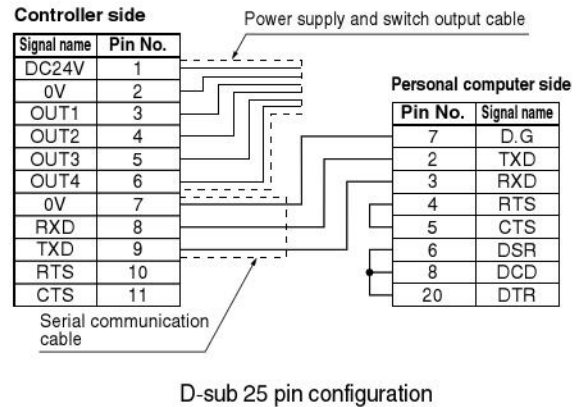 Controller side
Power supply and switch output cable
Signal name Pin No.
DC24V 1
0V 2
OUT1 3
OUT2 4
OUT3 5
OUT4 6
0V 7
RXD 8
TXD 9
RTS 10
CTS 11
Personal computer side
Pin No. Signal name
7 D.G
2 TXD
3 RXD
4 RTS
5 CTS
6 DSR
8 DCD
20 DTR
Serial communication
cable
D-sub 25 pin configuration